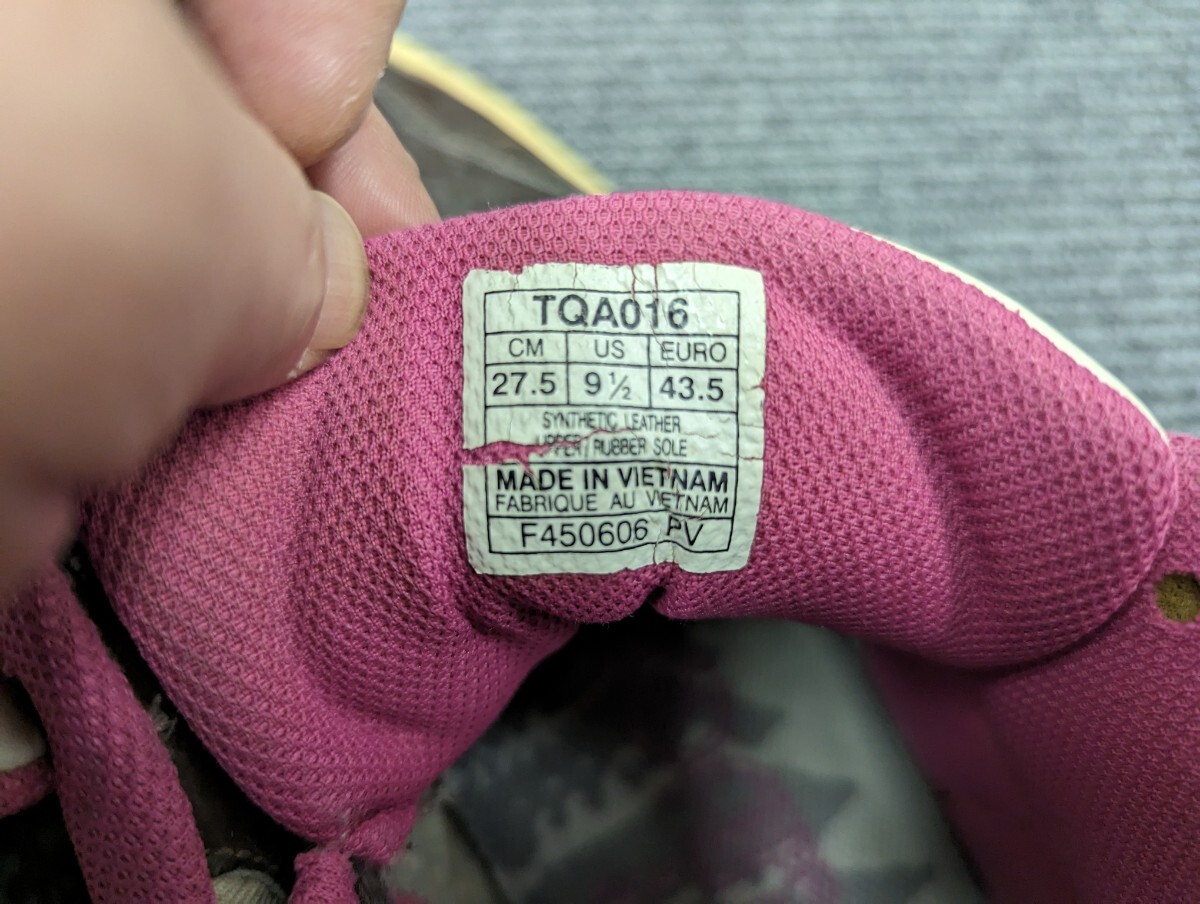 TQA016
CM US EURO
27.5 9½ 43.5
SYNTHETIC LEATHER
UPPER/RUBBER SOLE
MADE IN VIETNAM
FABRIQUE AU VIETNAM
F450606 PV